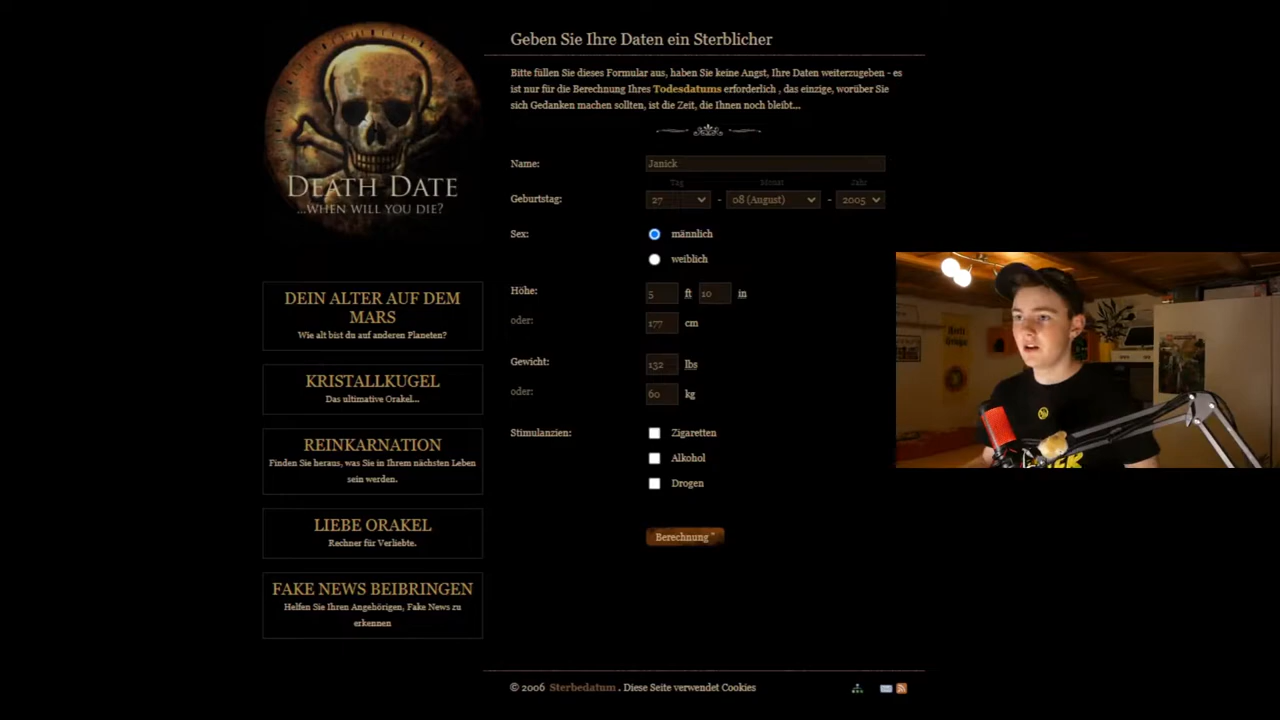 DEATH DATE
...WHEN WILL YOU DIE?
DEIN ALTER AUF DEM
MARS
Wie alt bist du auf anderen Planeten?
KRISTALLKUGEL
Das ultimative Orakel...
REINKARNATION
Finden Sie heraus, was Sie in Ihrem nächsten Leben
sein werden.
LIEBE ORAKEL
Rechner für Verliebte.
FAKE NEWS BEIBRINGEN
Helfen Sie Ihren Angehörigen, Fake News zu
erkennen
Geben Sie Ihre Daten ein Sterblicher
Bitte füllen Sie dieses Formular aus, haben Sie keine Angst, Ihre Daten weiterzugeben - es
ist nur für die Berechnung Ihres Todesdatums erforderlich , das einzige, worüber Sie
sich Gedanken machen sollten, ist die Zeit, die Ihnen noch bleibt...
Name: Janick
Tag Monat Jahr
Geburtstag: 27 - 08 (August) - 2005
Sex: männlich
weiblich
Höhe: 5 ft 10 in
oder: 177 cm
Gewicht: 132 lbs
oder: 60 kg
Stimulanzien: Zigaretten
Alkohol
Drogen
Berechnung "
© 2006 Sterbedatum . Diese Seite verwendet Cookies